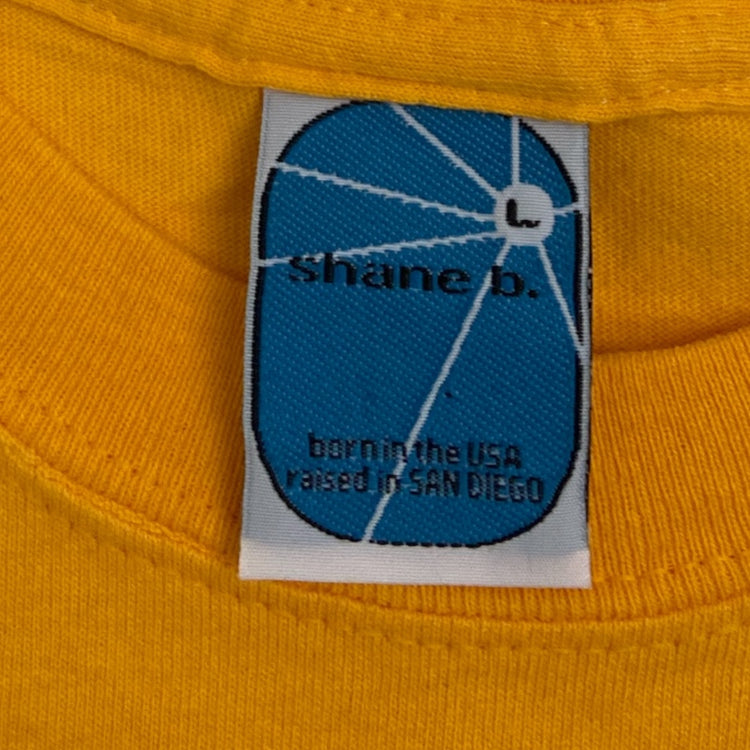 L
shane b.
born in the USA
raised in SAN DIEGO